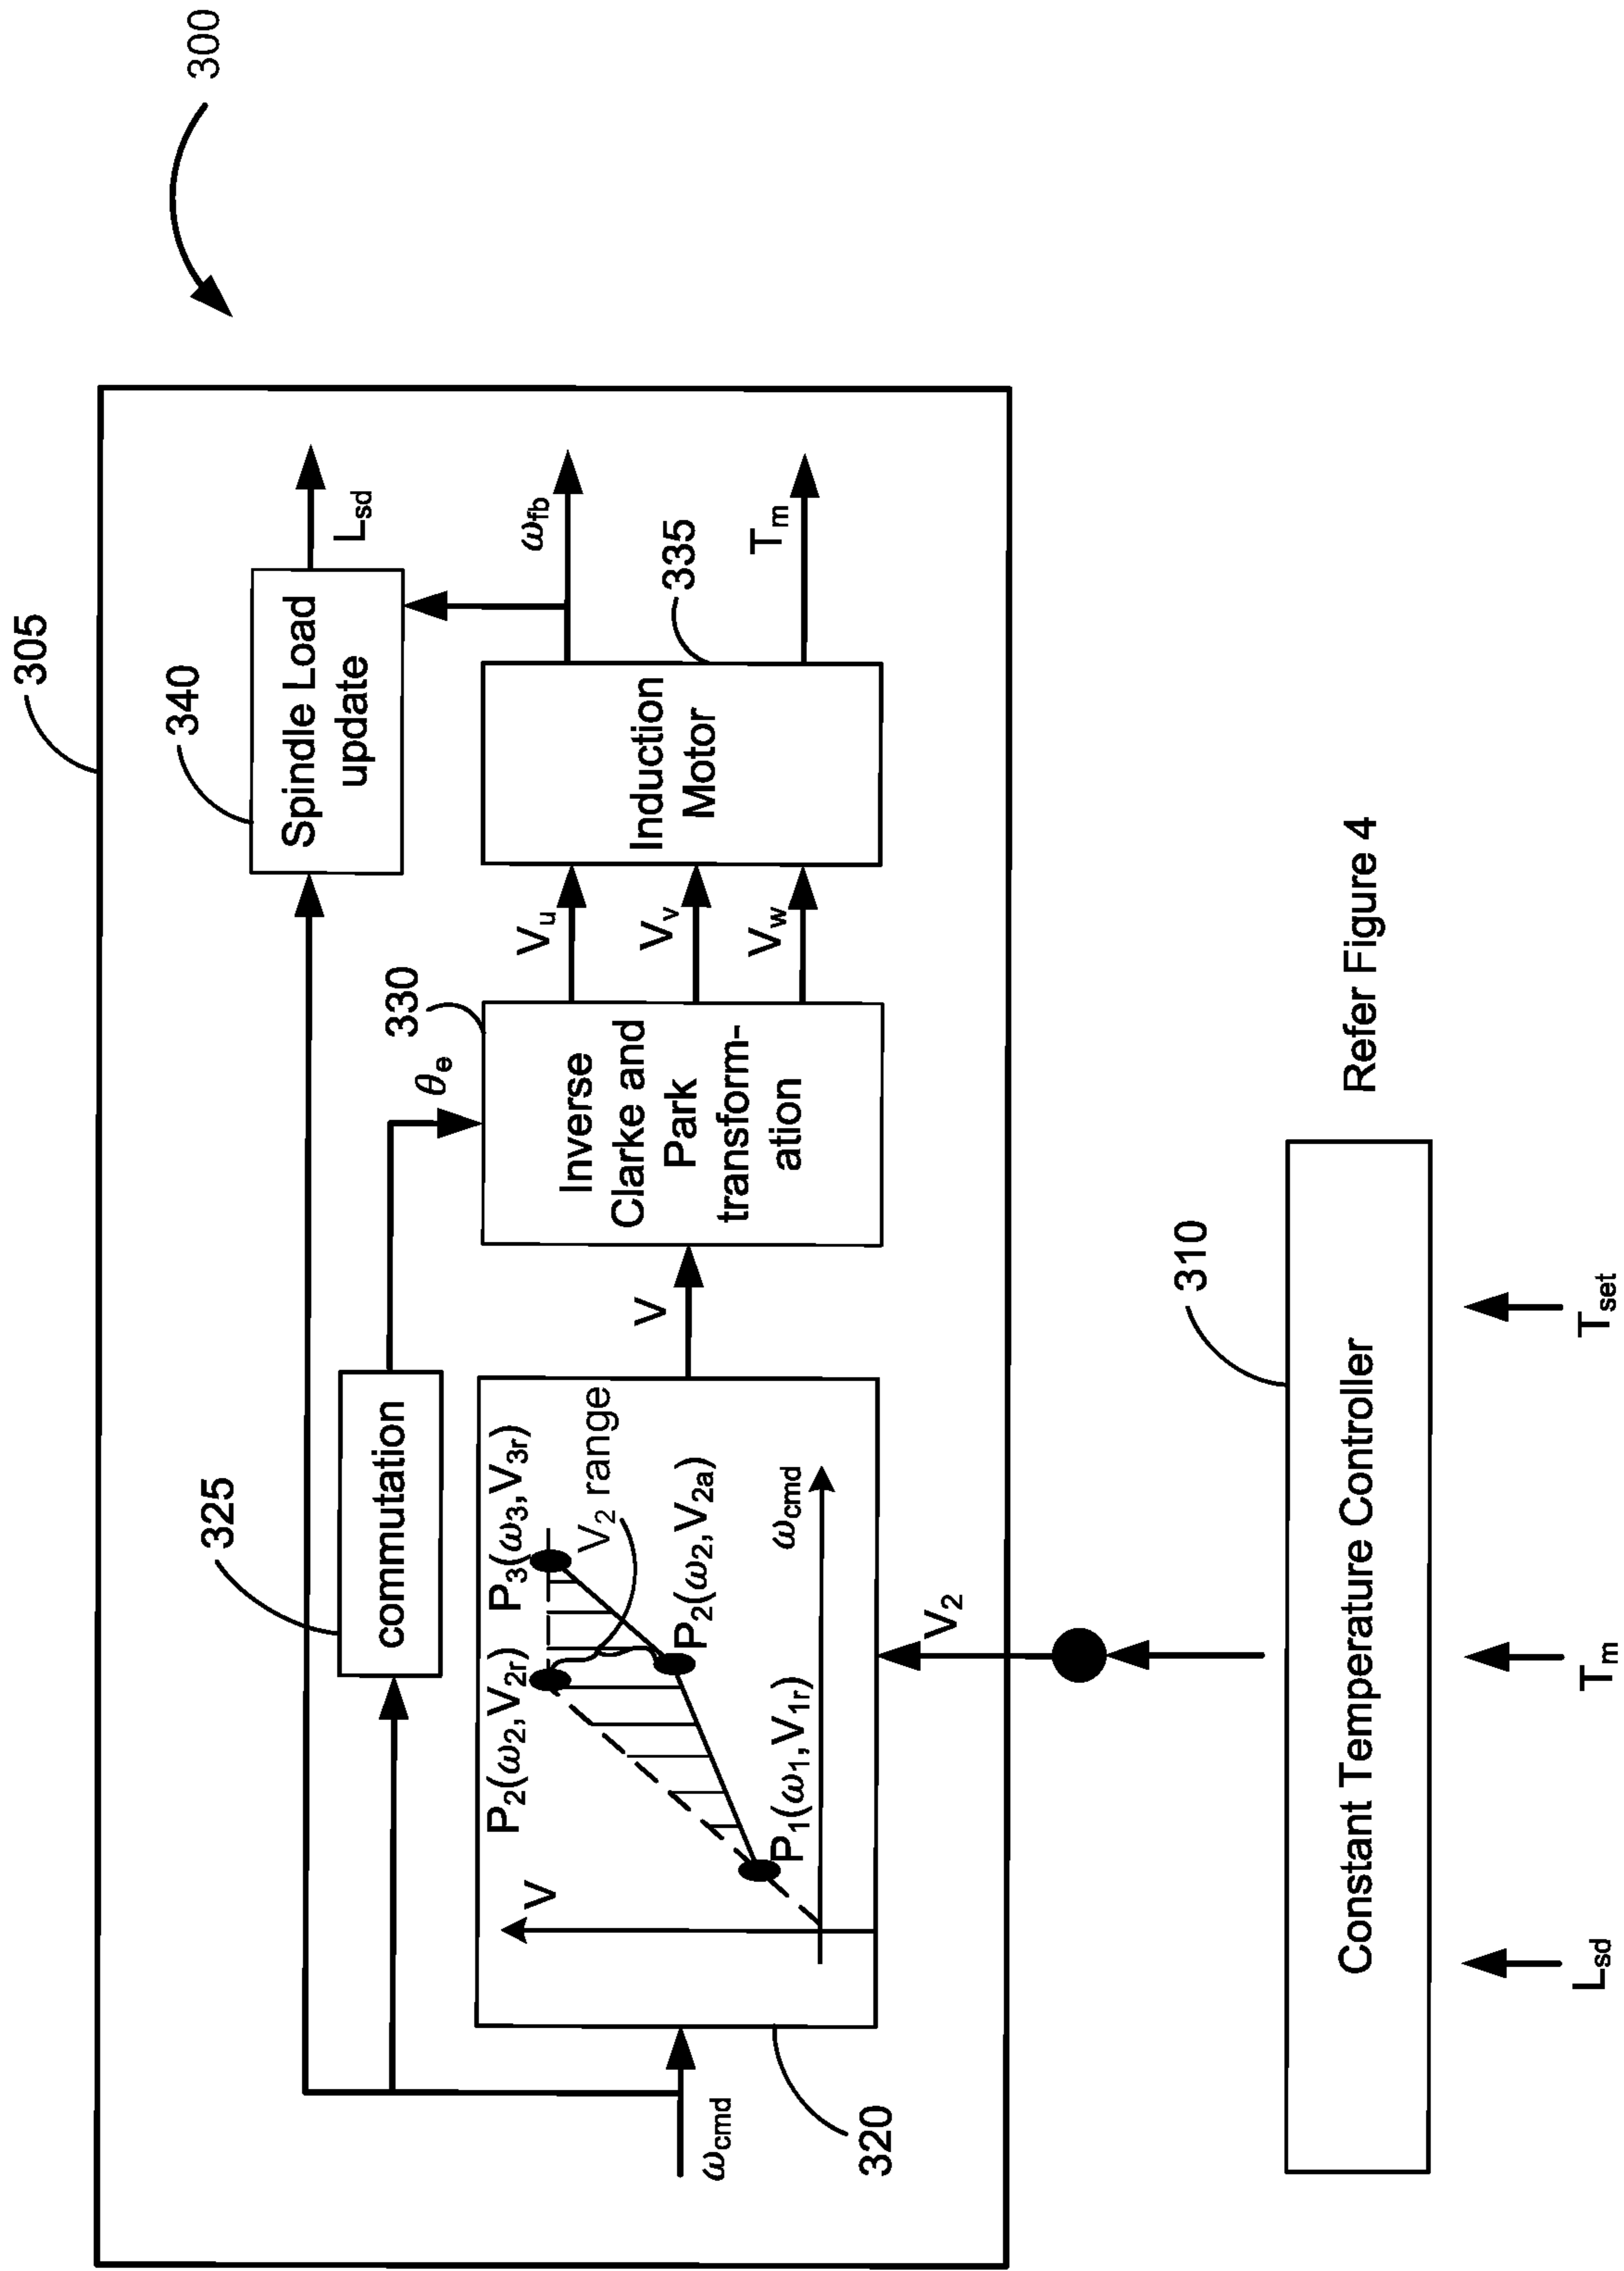 300
305
340
Spindle Load
update
L_sd
325
commutation
θ_e
330
ω_fb
V
P_2(ω_2,V_2r)
P_3(ω_3,V_3r)
V_2 range
P_2(ω_2,V_2a)
P_1(ω_1,V_1r)
ω_cmd
ω_cmd
320
V
Inverse
Clarke and
Park
transform-
ation
V_u
V_v
V_w
Induction
Motor
335
T_m
V_2
310
Constant Temperature Controller
Refer Figure 4
L_sd
T_m
T_set